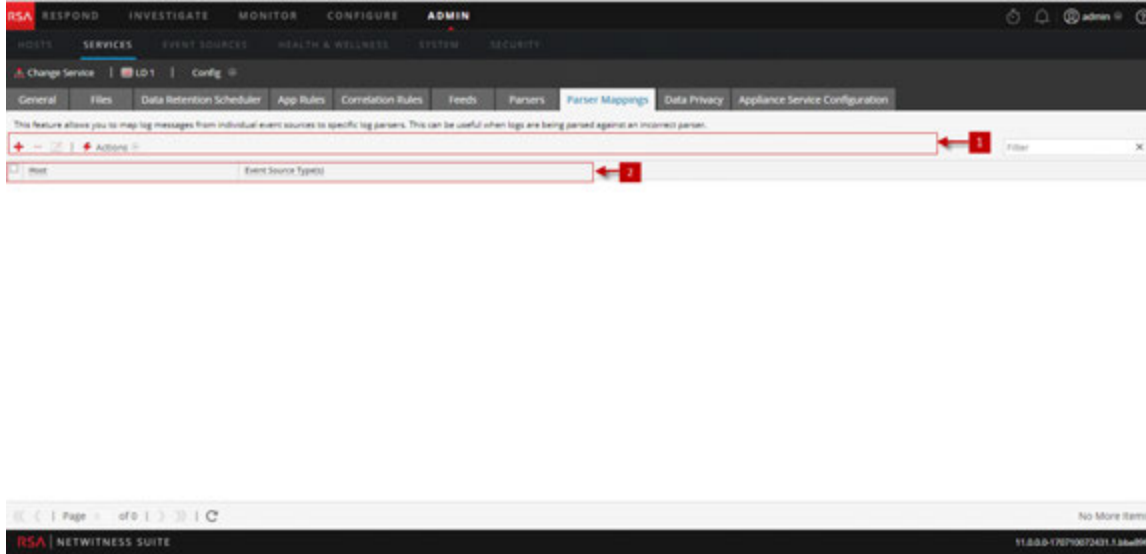 RSA RESPOND INVESTIGATE MONITOR CONFIGURE ADMIN admin
HOSTS SERVICES EVENT SOURCES HEALTH & WELLNESS SYSTEM SECURITY
Change Service | LD 1 | Config
General Files Data Retention Scheduler App Rules Correlation Rules Feeds Parsers Parser Mappings Data Privacy Appliance Service Configuration
This feature allows you to map log messages from individual event sources to specific log parsers. This can be useful when logs are being parsed against an incorrect parser.
Actions 1 Filter
Host Event Source Type(s) 2
Page of 0 No More Items
RSA NETWITNESS SUITE